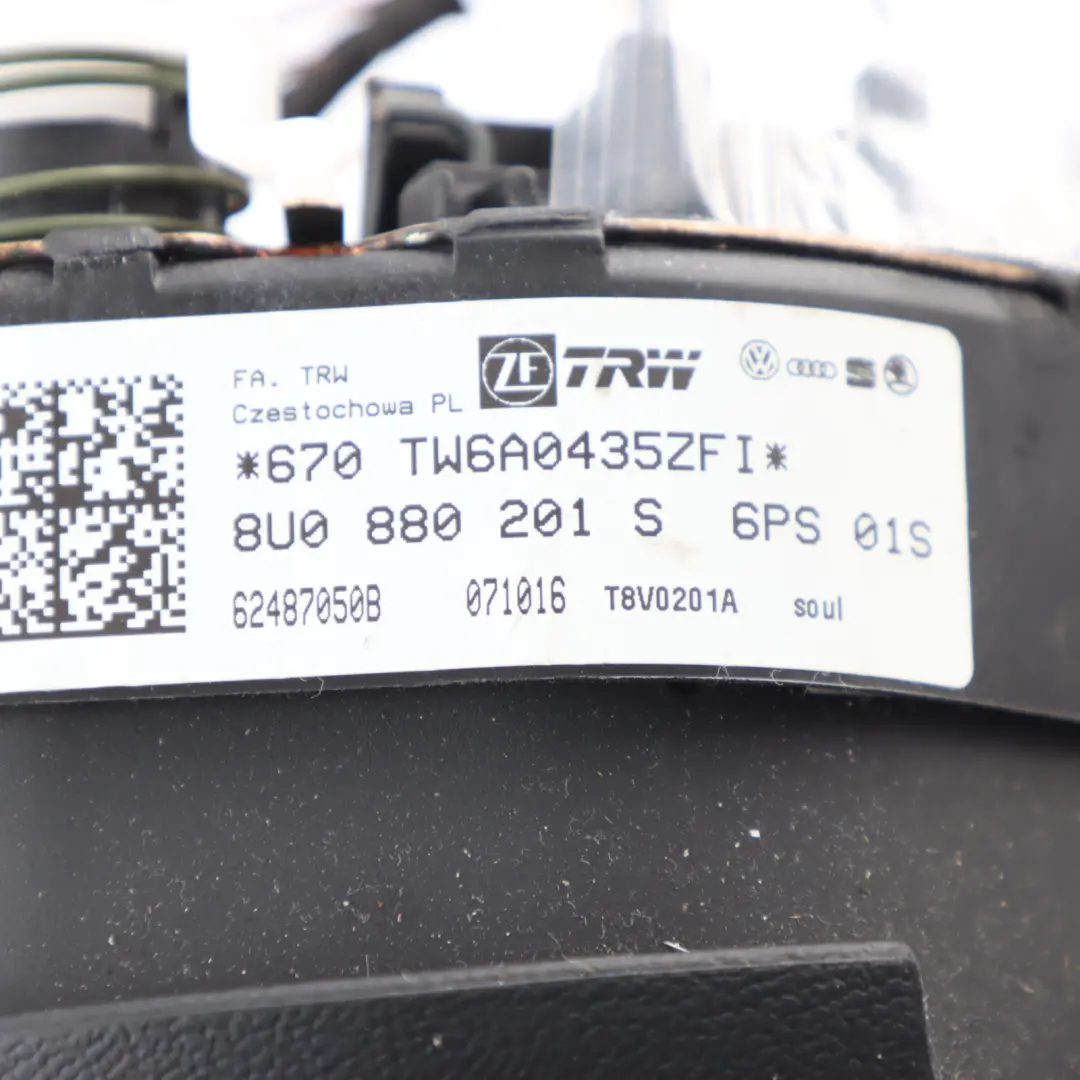 FA. TRW
Czestochowa PL
ZF TRW
*670 TW6A0435ZFI*
8U0 880 201 S 6PS 01S
62487050B 071016 T8V0201A soul